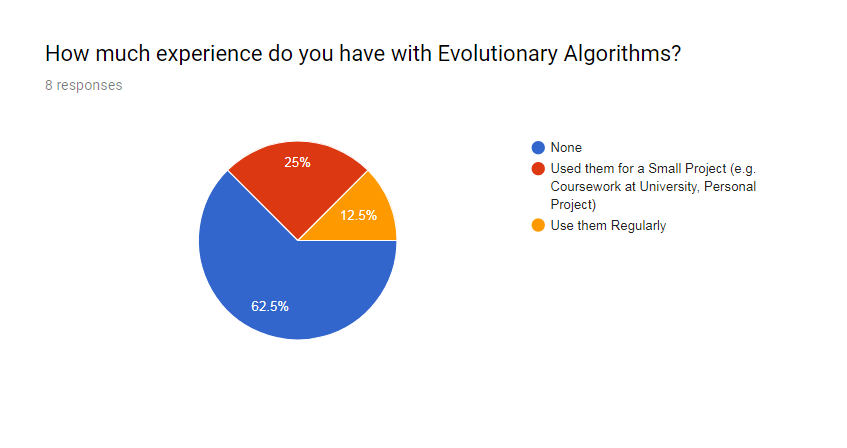 How much experience do you have with Evolutionary Algorithms?
8 responses
25%
12.5%
62.5%
None
Used them for a Small Project (e.g.
Coursework at University, Personal
Project)
Use them Regularly